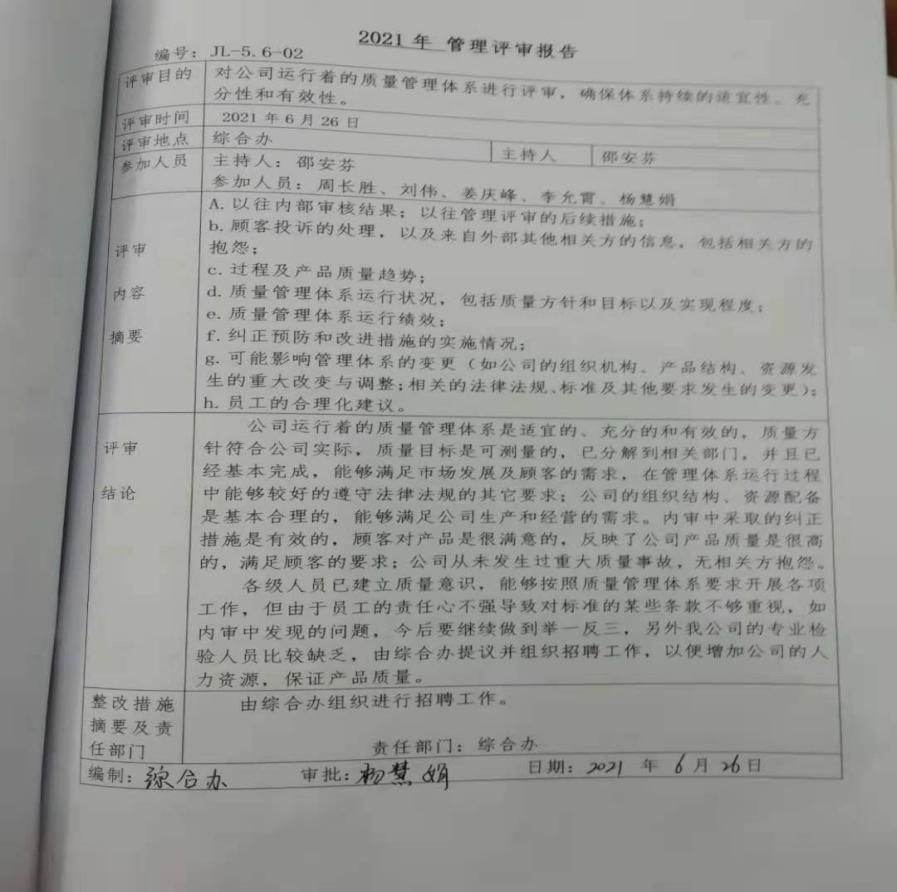 2021 年 管理评审报告
编号：JL-5.6-02
评审目的 对公司运行着的质量管理体系进行评审，确保体系持续的适宜性、充
分性和有效性。
评审时间 2021 年 6 月 26 日
评审地点 综合办 主持人 邵安芬
参加人员 主持人：邵安芬
参加人员：周长胜、刘伟、姜庆峰、李允霄、杨慧娟
评审
内容
摘要
A. 以往内部审核结果；以往管理评审的后续措施；
b. 顾客投诉的处理，以及来自外部其他相关方的信息，包括相关方的
抱怨；
c. 过程及产品质量趋势；
d. 质量管理体系运行状况，包括质量方针和目标以及实现程度；
e. 质量管理体系运行绩效；
f. 纠正预防和改进措施的实施情况；
g. 可能影响管理体系的变更（如公司的组织机构、产品结构、资源发
生的重大改变与调整;相关的法律法规、标准及其他要求发生的变更）；
h. 员工的合理化建议。
评审
结论
公司运行着的质量管理体系是适宜的、充分的和有效的，质量方
针符合公司实际，质量目标是可测量的，已分解到相关部门，并且已
经基本完成，能够满足市场发展及顾客的需求，在管理体系运行过程
中能够较好的遵守法律法规的其它要求；公司的组织结构、资源配备
是基本合理的，能够满足公司生产和经营的需求。内审中采取的纠正
措施是有效的，顾客对产品是很满意的，反映了公司产品质量是很高
的，满足顾客的要求；公司从未发生过重大质量事故，无相关方抱怨。
各级人员已建立质量意识，能够按照质量管理体系要求开展各项
工作，但由于员工的责任心不强导致对标准的某些条款不够重视，如
内审中发现的问题，今后要继续做到举一反三，另外我公司的专业检
验人员比较缺乏，由综合办提议并组织招聘工作，以便增加公司的人
力资源，保证产品质量。
整改措施
摘要及责
任部门
由综合办组织进行招聘工作。
责任部门：综合办
编制：综合办 审批：杨慧娟 日期：2021 年 6 月 26 日